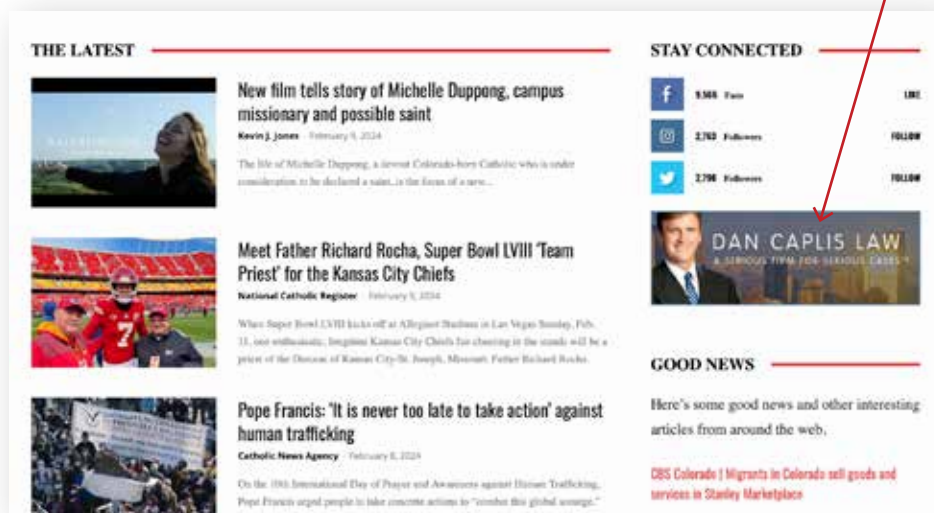 THE LATEST
New film tells story of Michelle Duppong, campus
missionary and possible saint
Kevin J. Jones - February 9, 2024
The life of Michelle Duppong, a Colorado-born Catholic who is under
consideration to be declared a saint, is the focus of a new...
Meet Father Richard Rocha, Super Bowl LVIII 'Team
Priest' for the Kansas City Chiefs
National Catholic Register - February 9, 2024
When Super Bowl LVIII kicks off at Allegiant Stadium in Las Vegas Sunday, Feb.
11, one enthusiastic, longtime Kansas City Chiefs fan cheering in the stands will be a
priest of the Diocese of Kansas City-St. Joseph, Missouri: Father Richard Rocha.
Pope Francis: 'It is never too late to take action' against
human trafficking
Catholic News Agency - February 8, 2024
On the 10th International Day of Prayer and Awareness against Human Trafficking,
Pope Francis urged people to take concrete actions to "combat this global scourge."
STAY CONNECTED
Fans LIKE
2,763 Followers FOLLOW
2,798 Followers FOLLOW
DAN CAPLIS LAW
A SERIOUS FIRM FOR SERIOUS CASES™
GOOD NEWS
Here's some good news and other interesting
articles from around the web.
CBS Colorado | Migrants in Colorado sell goods and
services in Stanley Marketplace